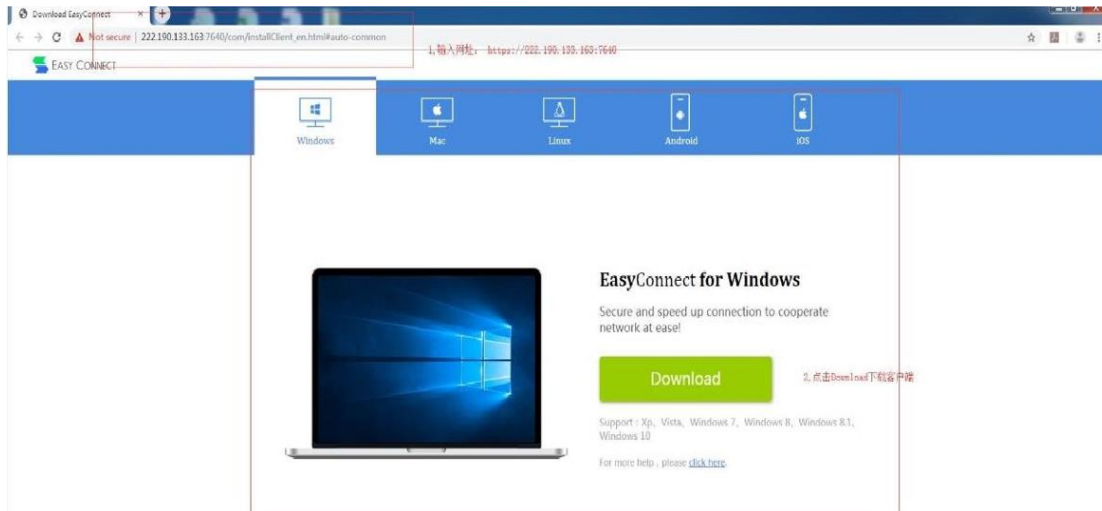 Download EasyConnect
Not secure | 222.190.133.163:7640/com/installClient_en.html#auto-common
1,输入网址: https://222.190.133.163:7640
EASY CONNECT
Windows
Mac
Linux
Android
iOS
EasyConnect for Windows
Secure and speed up connection to cooperate
network at ease!
Download
2,点击Download下载客户端
Support : Xp, Vista, Windows 7, Windows 8, Windows 8.1,
Windows 10
For more help , please click here.